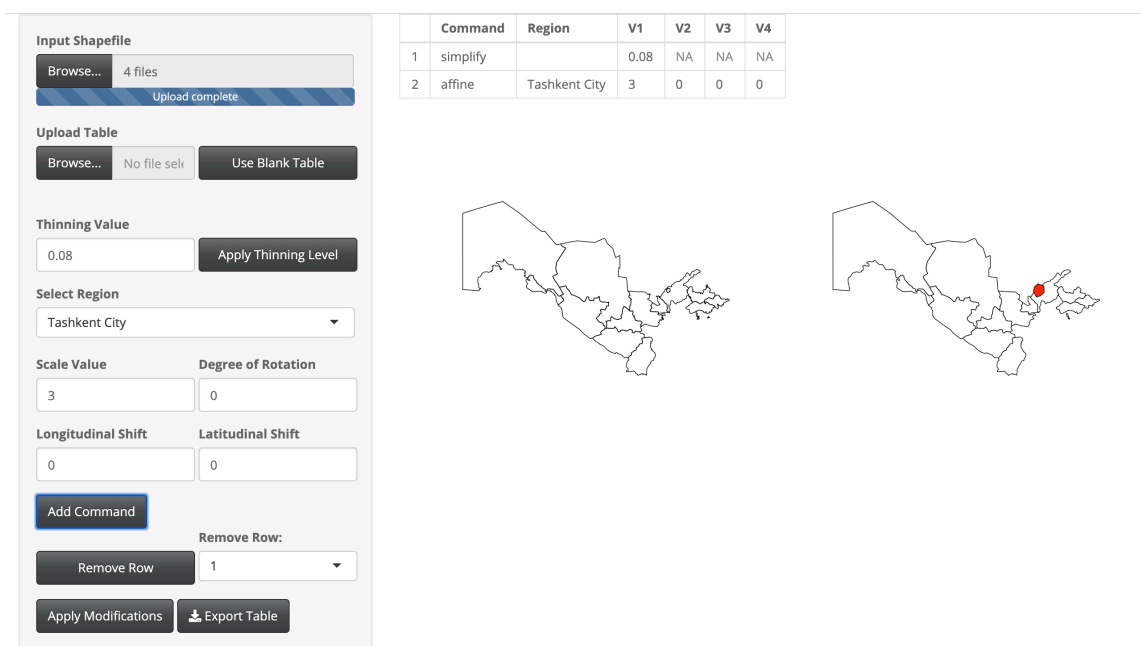 Input Shapefile
Browse... 4 files
Upload complete
Upload Table
Browse... No file sele Use Blank Table
Thinning Value
0.08 Apply Thinning Level
Select Region
Tashkent City
Scale Value Degree of Rotation
3 0
Longitudinal Shift Latitudinal Shift
0 0
Add Command
Remove Row:
Remove Row 1
Apply Modifications Export Table
Command Region V1 V2 V3 V4
1 simplify 0.08 NA NA NA
2 affine Tashkent City 3 0 0 0